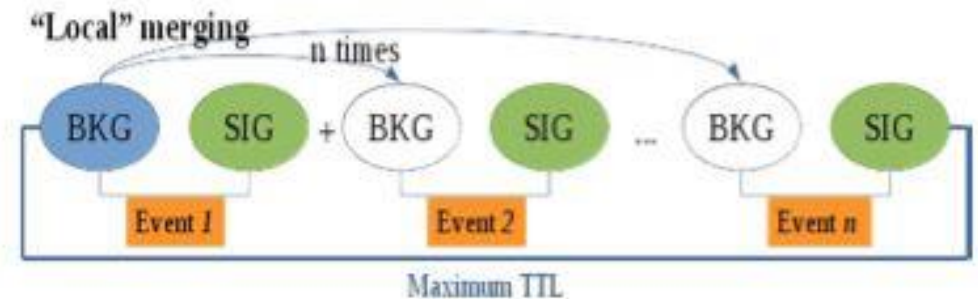 “Local” merging
n times
BKG SIG + BKG SIG ... BKG SIG
Event 1 Event 2 Event n
Maximum TTL